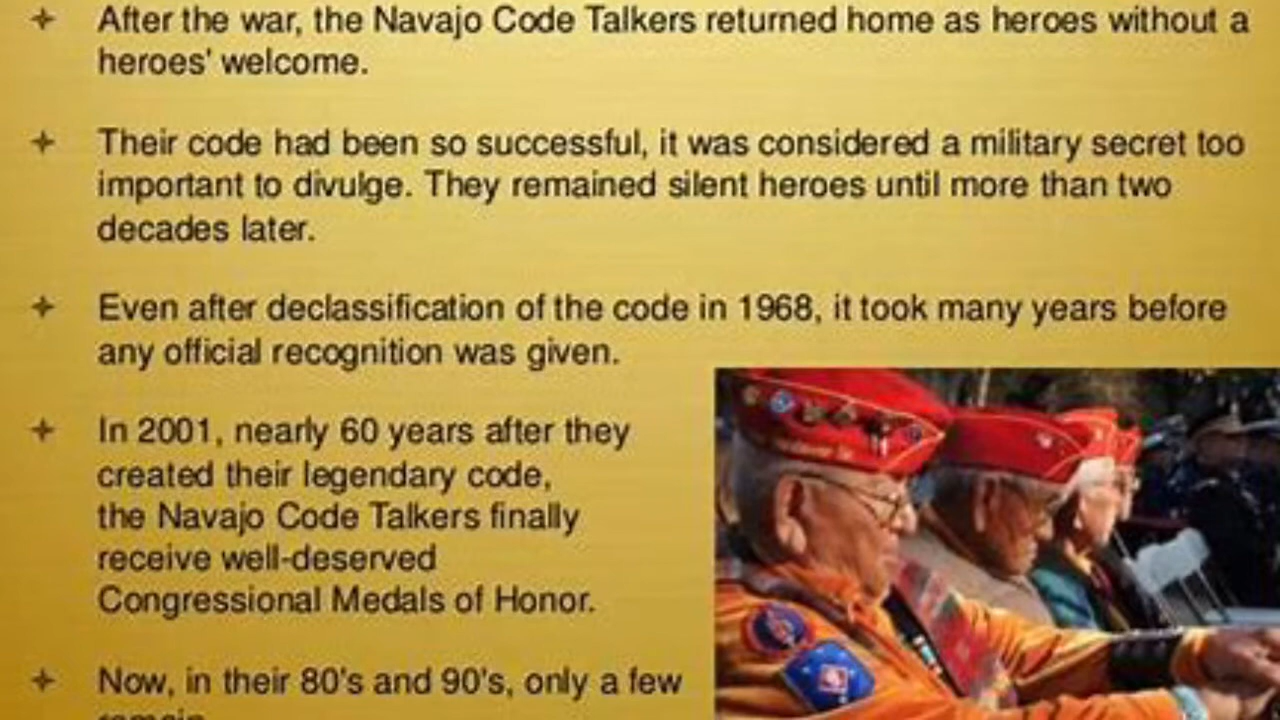 After the war, the Navajo Code Talkers returned home as heroes without a
heroes' welcome.
Their code had been so successful, it was considered a military secret too
important to divulge. They remained silent heroes until more than two
decades later.
Even after declassification of the code in 1968, it took many years before
any official recognition was given.
In 2001, nearly 60 years after they
created their legendary code,
the Navajo Code Talkers finally
receive well-deserved
Congressional Medals of Honor.
Now, in their 80's and 90's, only a few